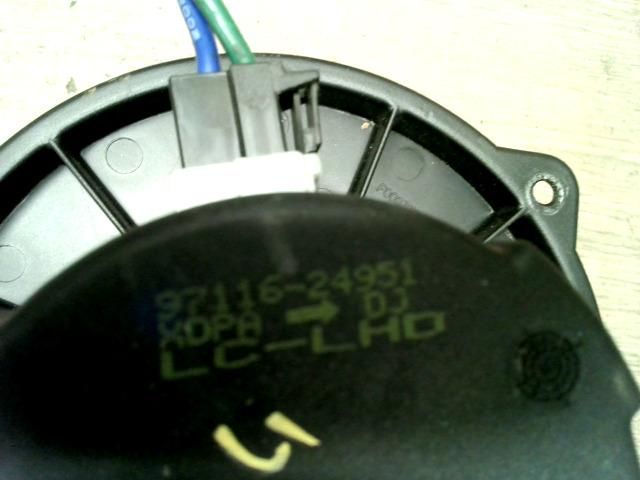 97116-24951
XDPA → DJ
LC-LHD